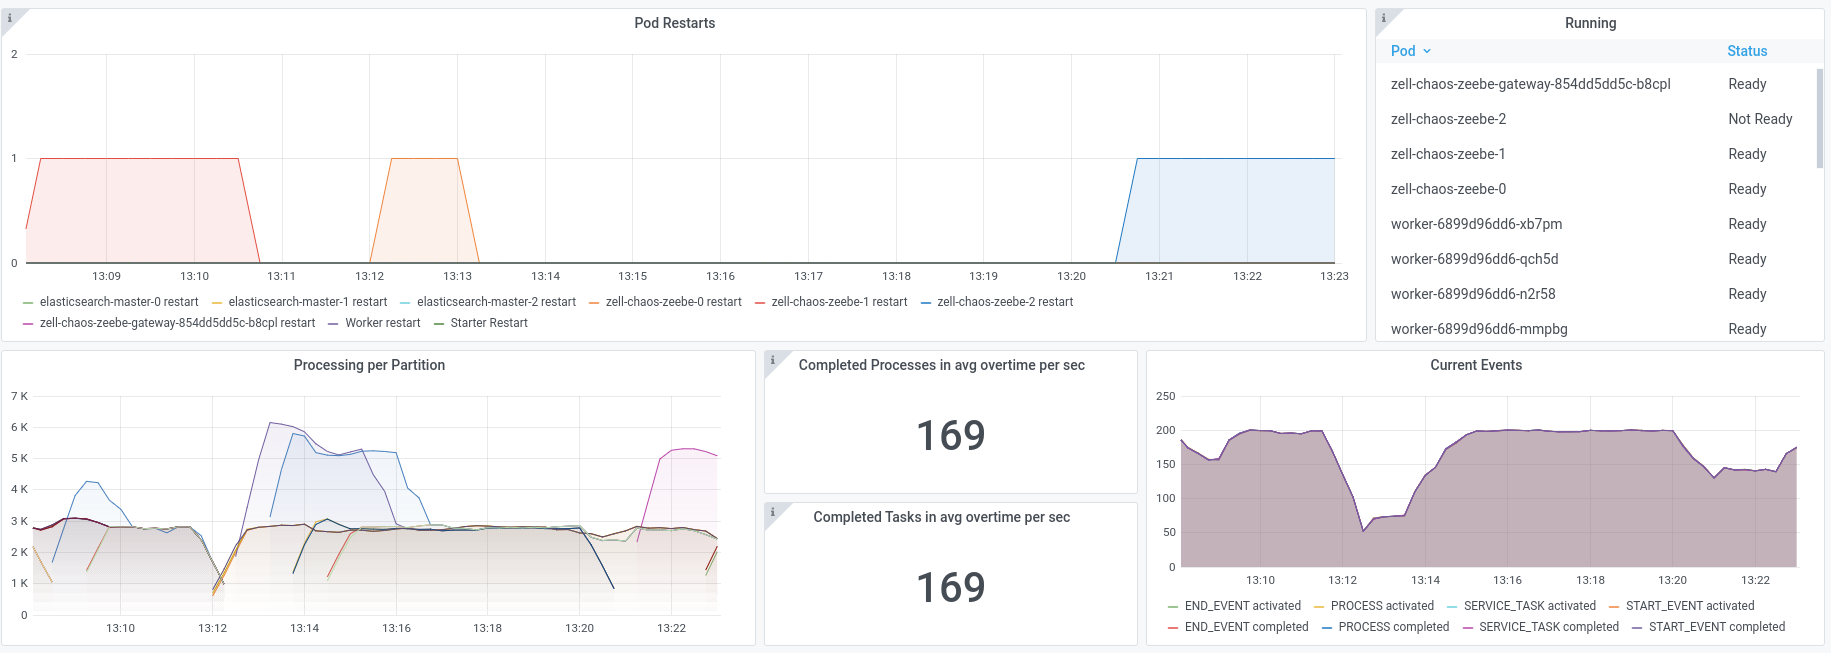 Pod Restarts
2
1
0
13:09 13:10 13:11 13:12 13:13 13:14 13:15 13:16 13:17 13:18 13:19 13:20 13:21 13:22 13:23
elasticsearch-master-0 restart elasticsearch-master-1 restart elasticsearch-master-2 restart zell-chaos-zeebe-0 restart zell-chaos-zeebe-1 restart zell-chaos-zeebe-2 restart
zell-chaos-zeebe-gateway-854dd5dd5c-b8cpl restart Worker restart Starter Restart
Running
Pod Status
zell-chaos-zeebe-gateway-854dd5dd5c-b8cpl Ready
zell-chaos-zeebe-2 Not Ready
zell-chaos-zeebe-1 Ready
zell-chaos-zeebe-0 Ready
worker-6899d96dd6-xb7pm Ready
worker-6899d96dd6-qch5d Ready
worker-6899d96dd6-n2r58 Ready
worker-6899d96dd6-mmpbg Ready
Processing per Partition
7 K
6 K
5 K
4 K
3 K
2 K
1 K
0
13:10 13:12 13:14 13:16 13:18 13:20 13:22
Completed Processes in avg overtime per sec
169
Completed Tasks in avg overtime per sec
169
Current Events
250
200
150
100
50
0
13:10 13:12 13:14 13:16 13:18 13:20 13:22
END_EVENT activated PROCESS activated SERVICE_TASK activated START_EVENT activated
END_EVENT completed PROCESS completed SERVICE_TASK completed START_EVENT completed